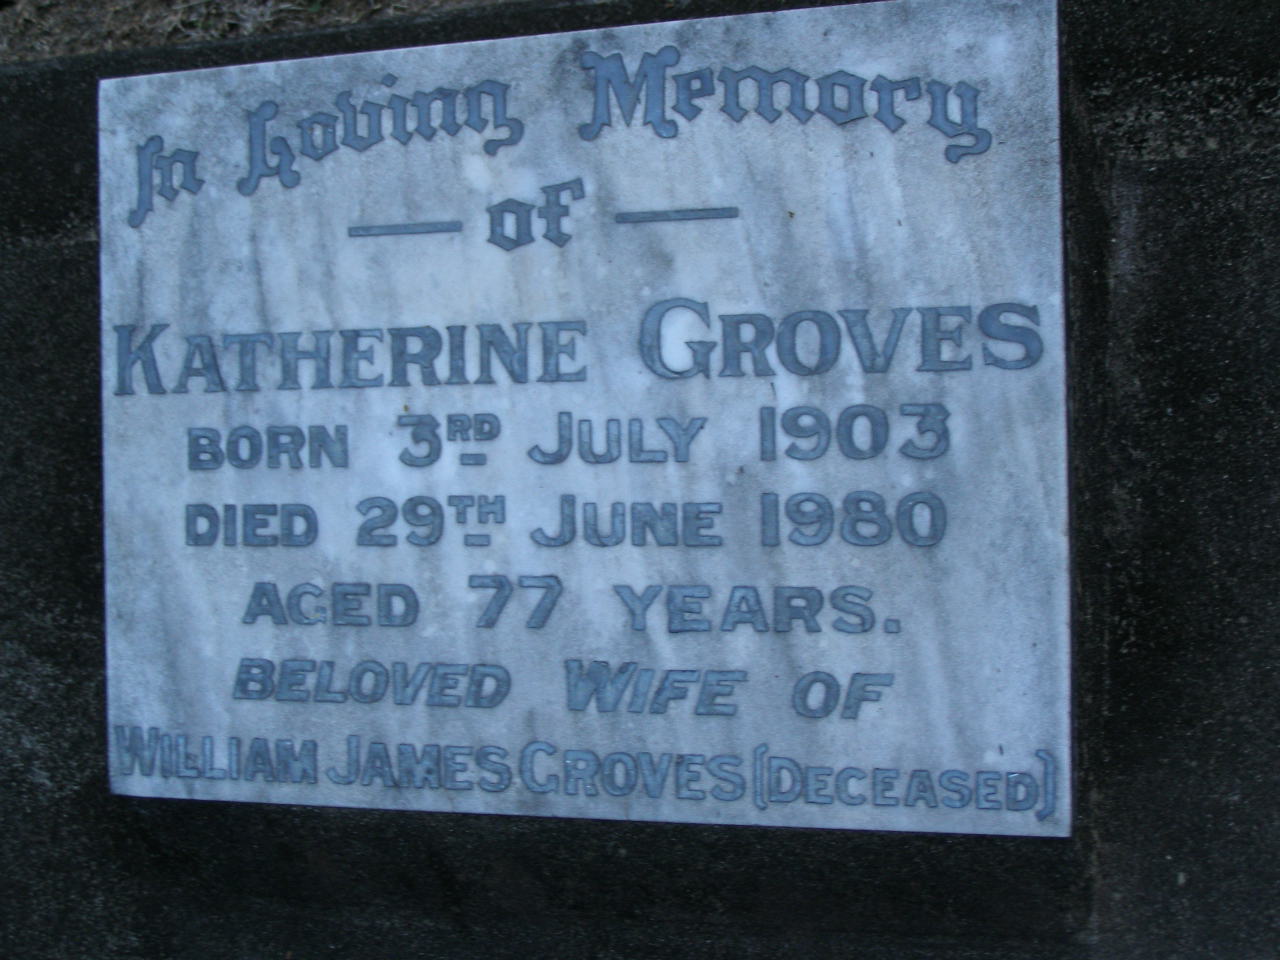 In Loving Memory
— of —
KATHERINE GROVES
BORN 3RD JULY 1903
DIED 29TH JUNE 1980
AGED 77 YEARS.
BELOVED WIFE OF
WILLIAM JAMES GROVES (DECEASED)